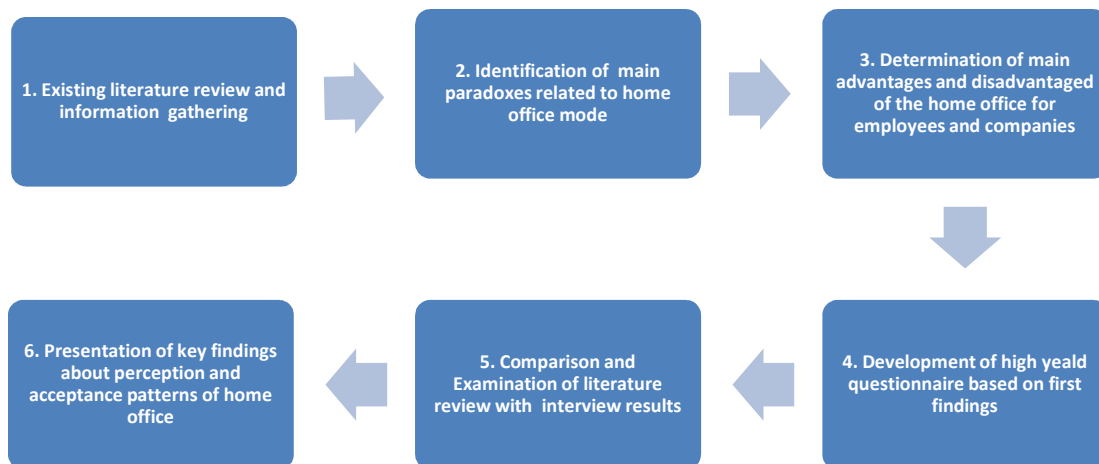 1. Existing literature review and
information gathering
2. Identification of main
paradoxes related to home
office mode
3. Determination of main
advantages and disadvantaged
of the home office for
employees and companies
4. Development of high yeald
questionnaire based on first
findings
5. Comparison and
Examination of literature
review with interview results
6. Presentation of key findings
about perception and
acceptance patterns of home
office